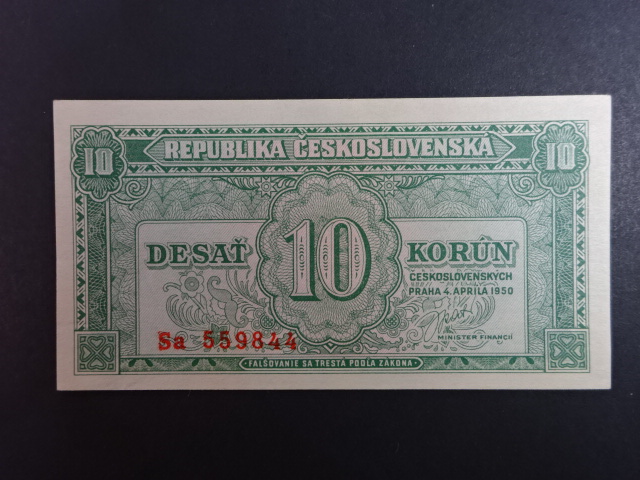 10 REPUBLIKA ČESKOSLOVENSKÁ 10
DESAŤ 10 KORÚN
ČESKOSLOVENSKÝCH
PRAHA 4. APRÍLA 1950
MINISTER FINANCIÍ
Sa 559844
FALŠOVANIE SA TRESTÁ PODĽA ZÁKONA